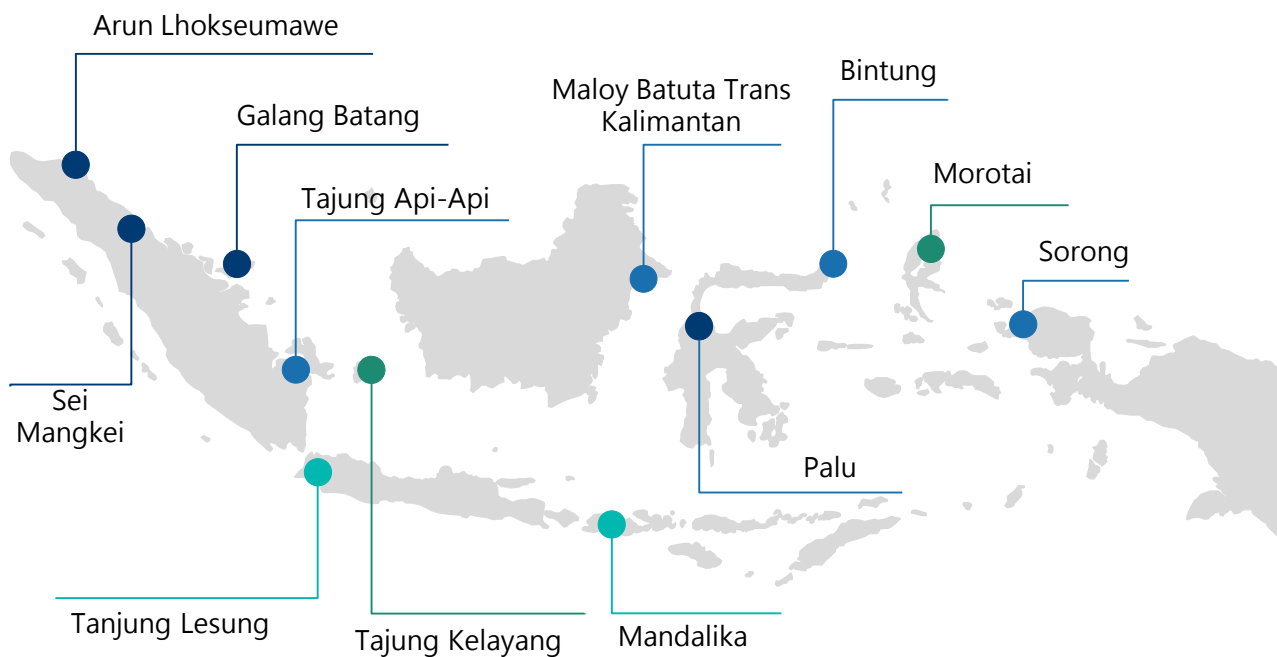 Arun Lhokseumawe
Galang Batang
Tajung Api-Api
Maloy Batuta Trans
Kalimantan
Bintung
Morotai
Sorong
Sei
Mangkei
Palu
Tanjung Lesung
Tajung Kelayang
Mandalika